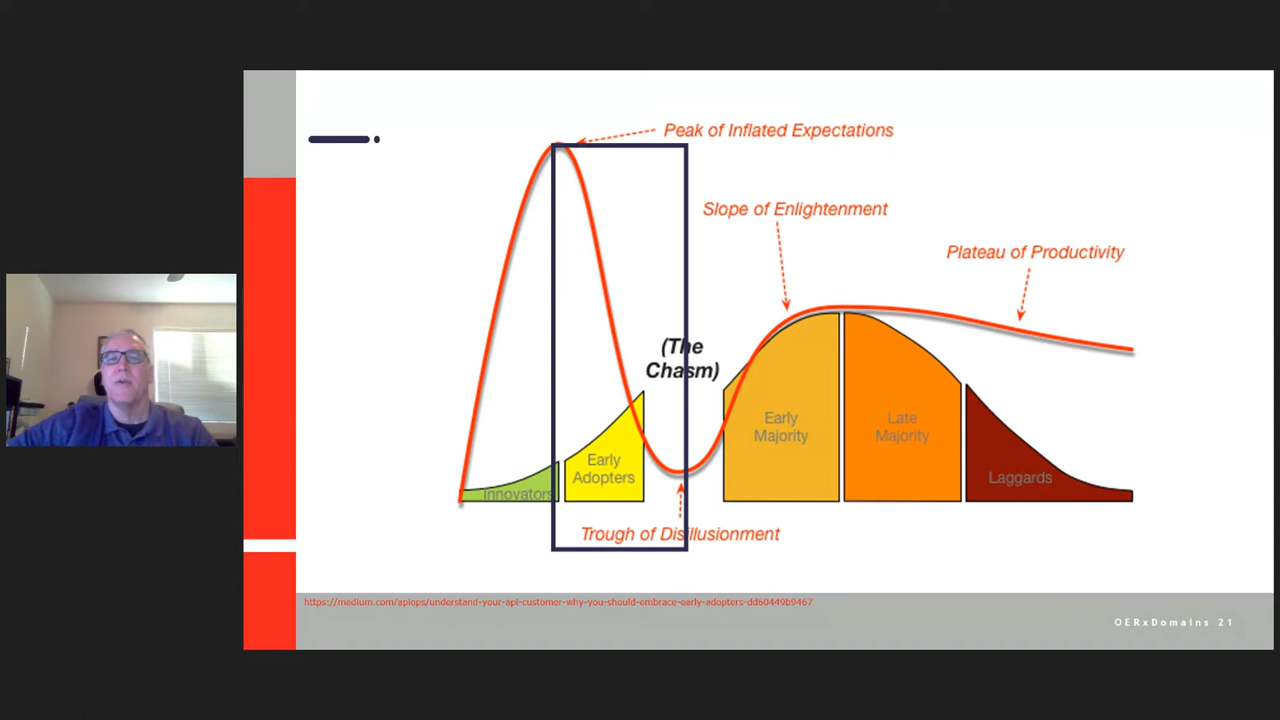 Peak of Inflated Expectations
Slope of Enlightenment
Plateau of Productivity
(The
Chasm)
Early
Majority
Late
Majority
Early
Adopters
Innovators
Laggards
Trough of Disillusionment
https://medium.com/apiops/understand-your-api-customer-why-you-should-embrace-early-adopters-dd60449b9467
OERxDomains 21